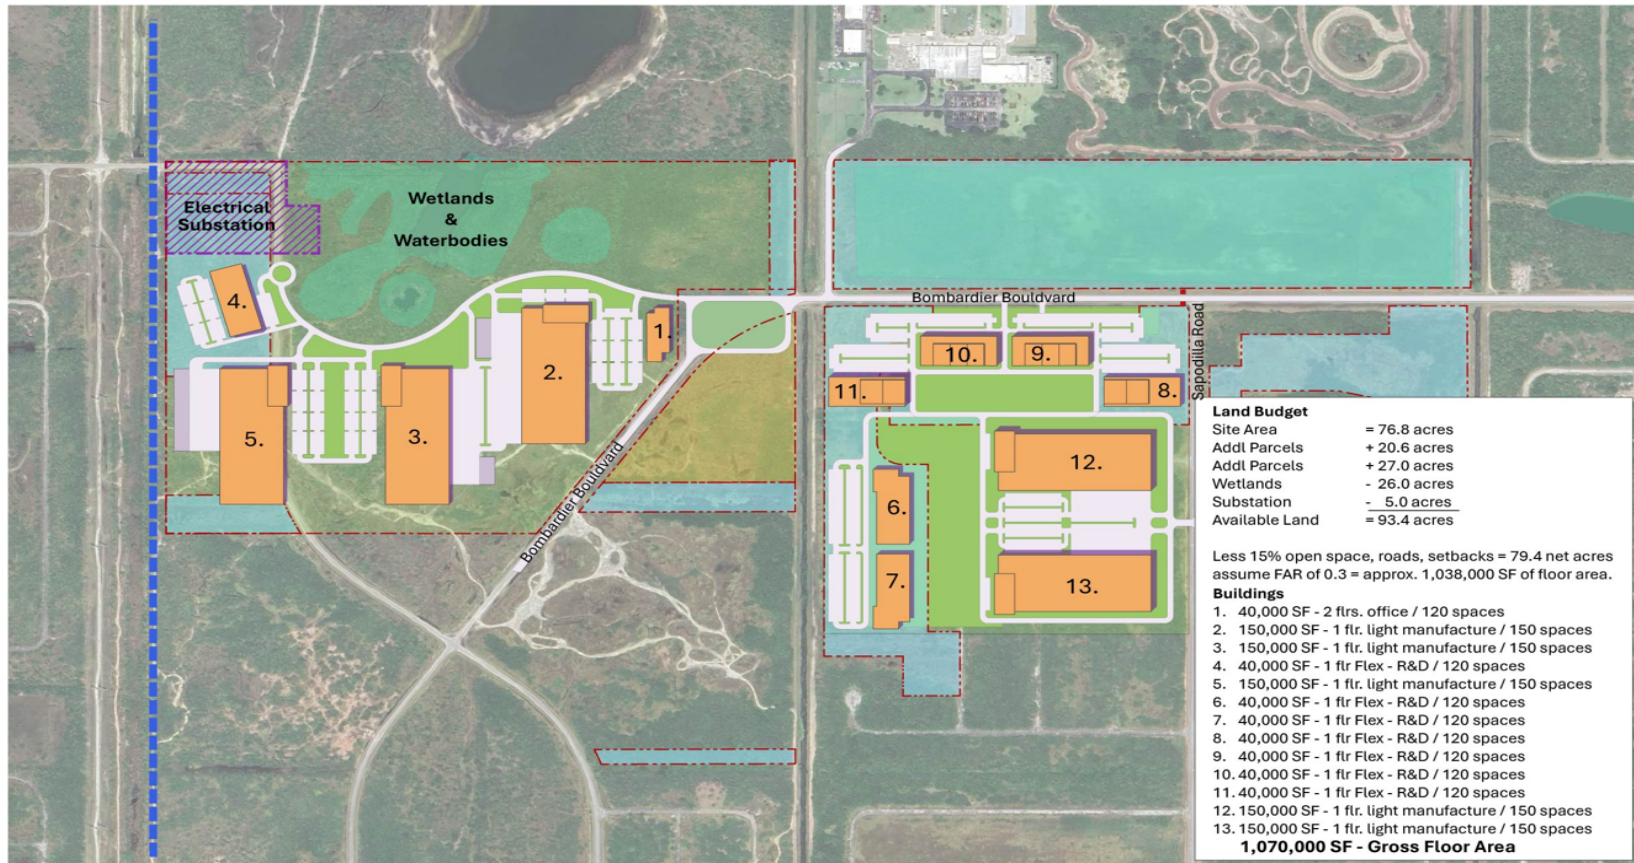 Electrical
Substation
Wetlands
&
Waterbodies
4.
1.
2.
5.
3.
Bombardier Bouldvard
Bombardier Bouldvard
Sapodilla Road
10.
9.
11.
8.
12.
6.
7.
13.
Land Budget
Site Area = 76.8 acres
Addl Parcels + 20.6 acres
Addl Parcels + 27.0 acres
Wetlands - 26.0 acres
Substation - 5.0 acres
Available Land = 93.4 acres
Less 15% open space, roads, setbacks = 79.4 net acres
assume FAR of 0.3 = approx. 1,038,000 SF of floor area.
Buildings
1. 40,000 SF - 2 flrs. office / 120 spaces
2. 150,000 SF - 1 flr. light manufacture / 150 spaces
3. 150,000 SF - 1 flr. light manufacture / 150 spaces
4. 40,000 SF - 1 flr Flex - R&D / 120 spaces
5. 150,000 SF - 1 flr. light manufacture / 150 spaces
6. 40,000 SF - 1 flr Flex - R&D / 120 spaces
7. 40,000 SF - 1 flr Flex - R&D / 120 spaces
8. 40,000 SF - 1 flr Flex - R&D / 120 spaces
9. 40,000 SF - 1 flr Flex - R&D / 120 spaces
10. 40,000 SF - 1 flr Flex - R&D / 120 spaces
11. 40,000 SF - 1 flr Flex - R&D / 120 spaces
12. 150,000 SF - 1 flr. light manufacture / 150 spaces
13. 150,000 SF - 1 flr. light manufacture / 150 spaces
1,070,000 SF - Gross Floor Area